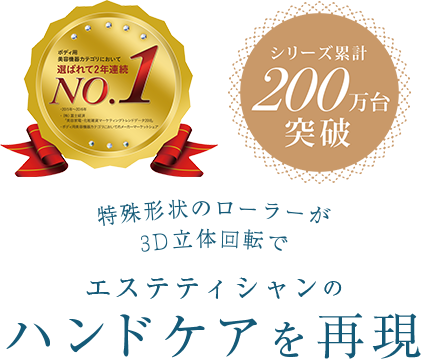 ボディ用
美容機器カテゴリにおいて
選ばれて2年連続
NO.1
シリーズ累計
200万台
突破
特殊形状のローラーが
3D立体回転で
エステティシャンの
ハンドケアを再現